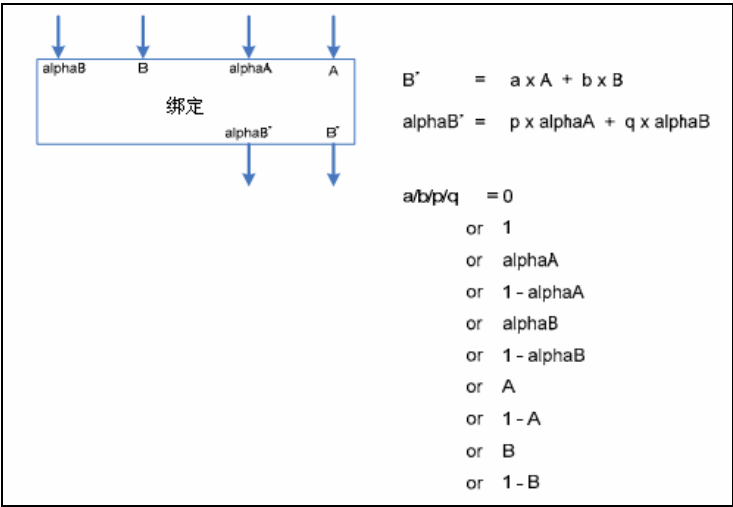 alphaB B alphaA A
绑定
alphaB* B*
B* = a x A + b x B
alphaB* = p x alphaA + q x alphaB
a/b/p/q = 0
or 1
or alphaA
or 1 - alphaA
or alphaB
or 1 - alphaB
or A
or 1 - A
or B
or 1 - B